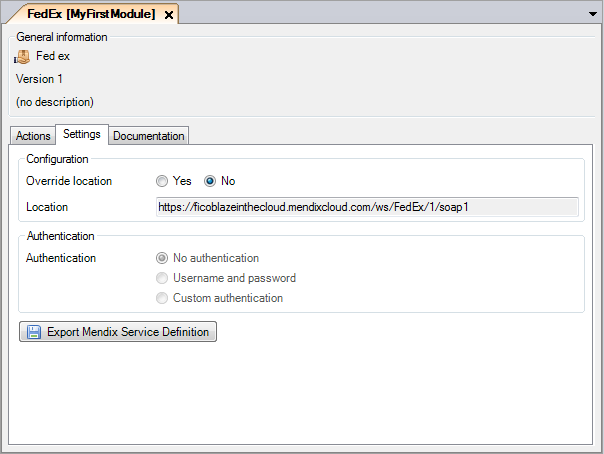 FedEx [MyFirstModule]
General information
Fed ex
Version 1
(no description)
Actions Settings Documentation
Configuration
Override location Yes No
Location https://ficoblazeinthecloud.mendixcloud.com/ws/FedEx/1/soap1
Authentication
Authentication No authentication
Username and password
Custom authentication
Export Mendix Service Definition